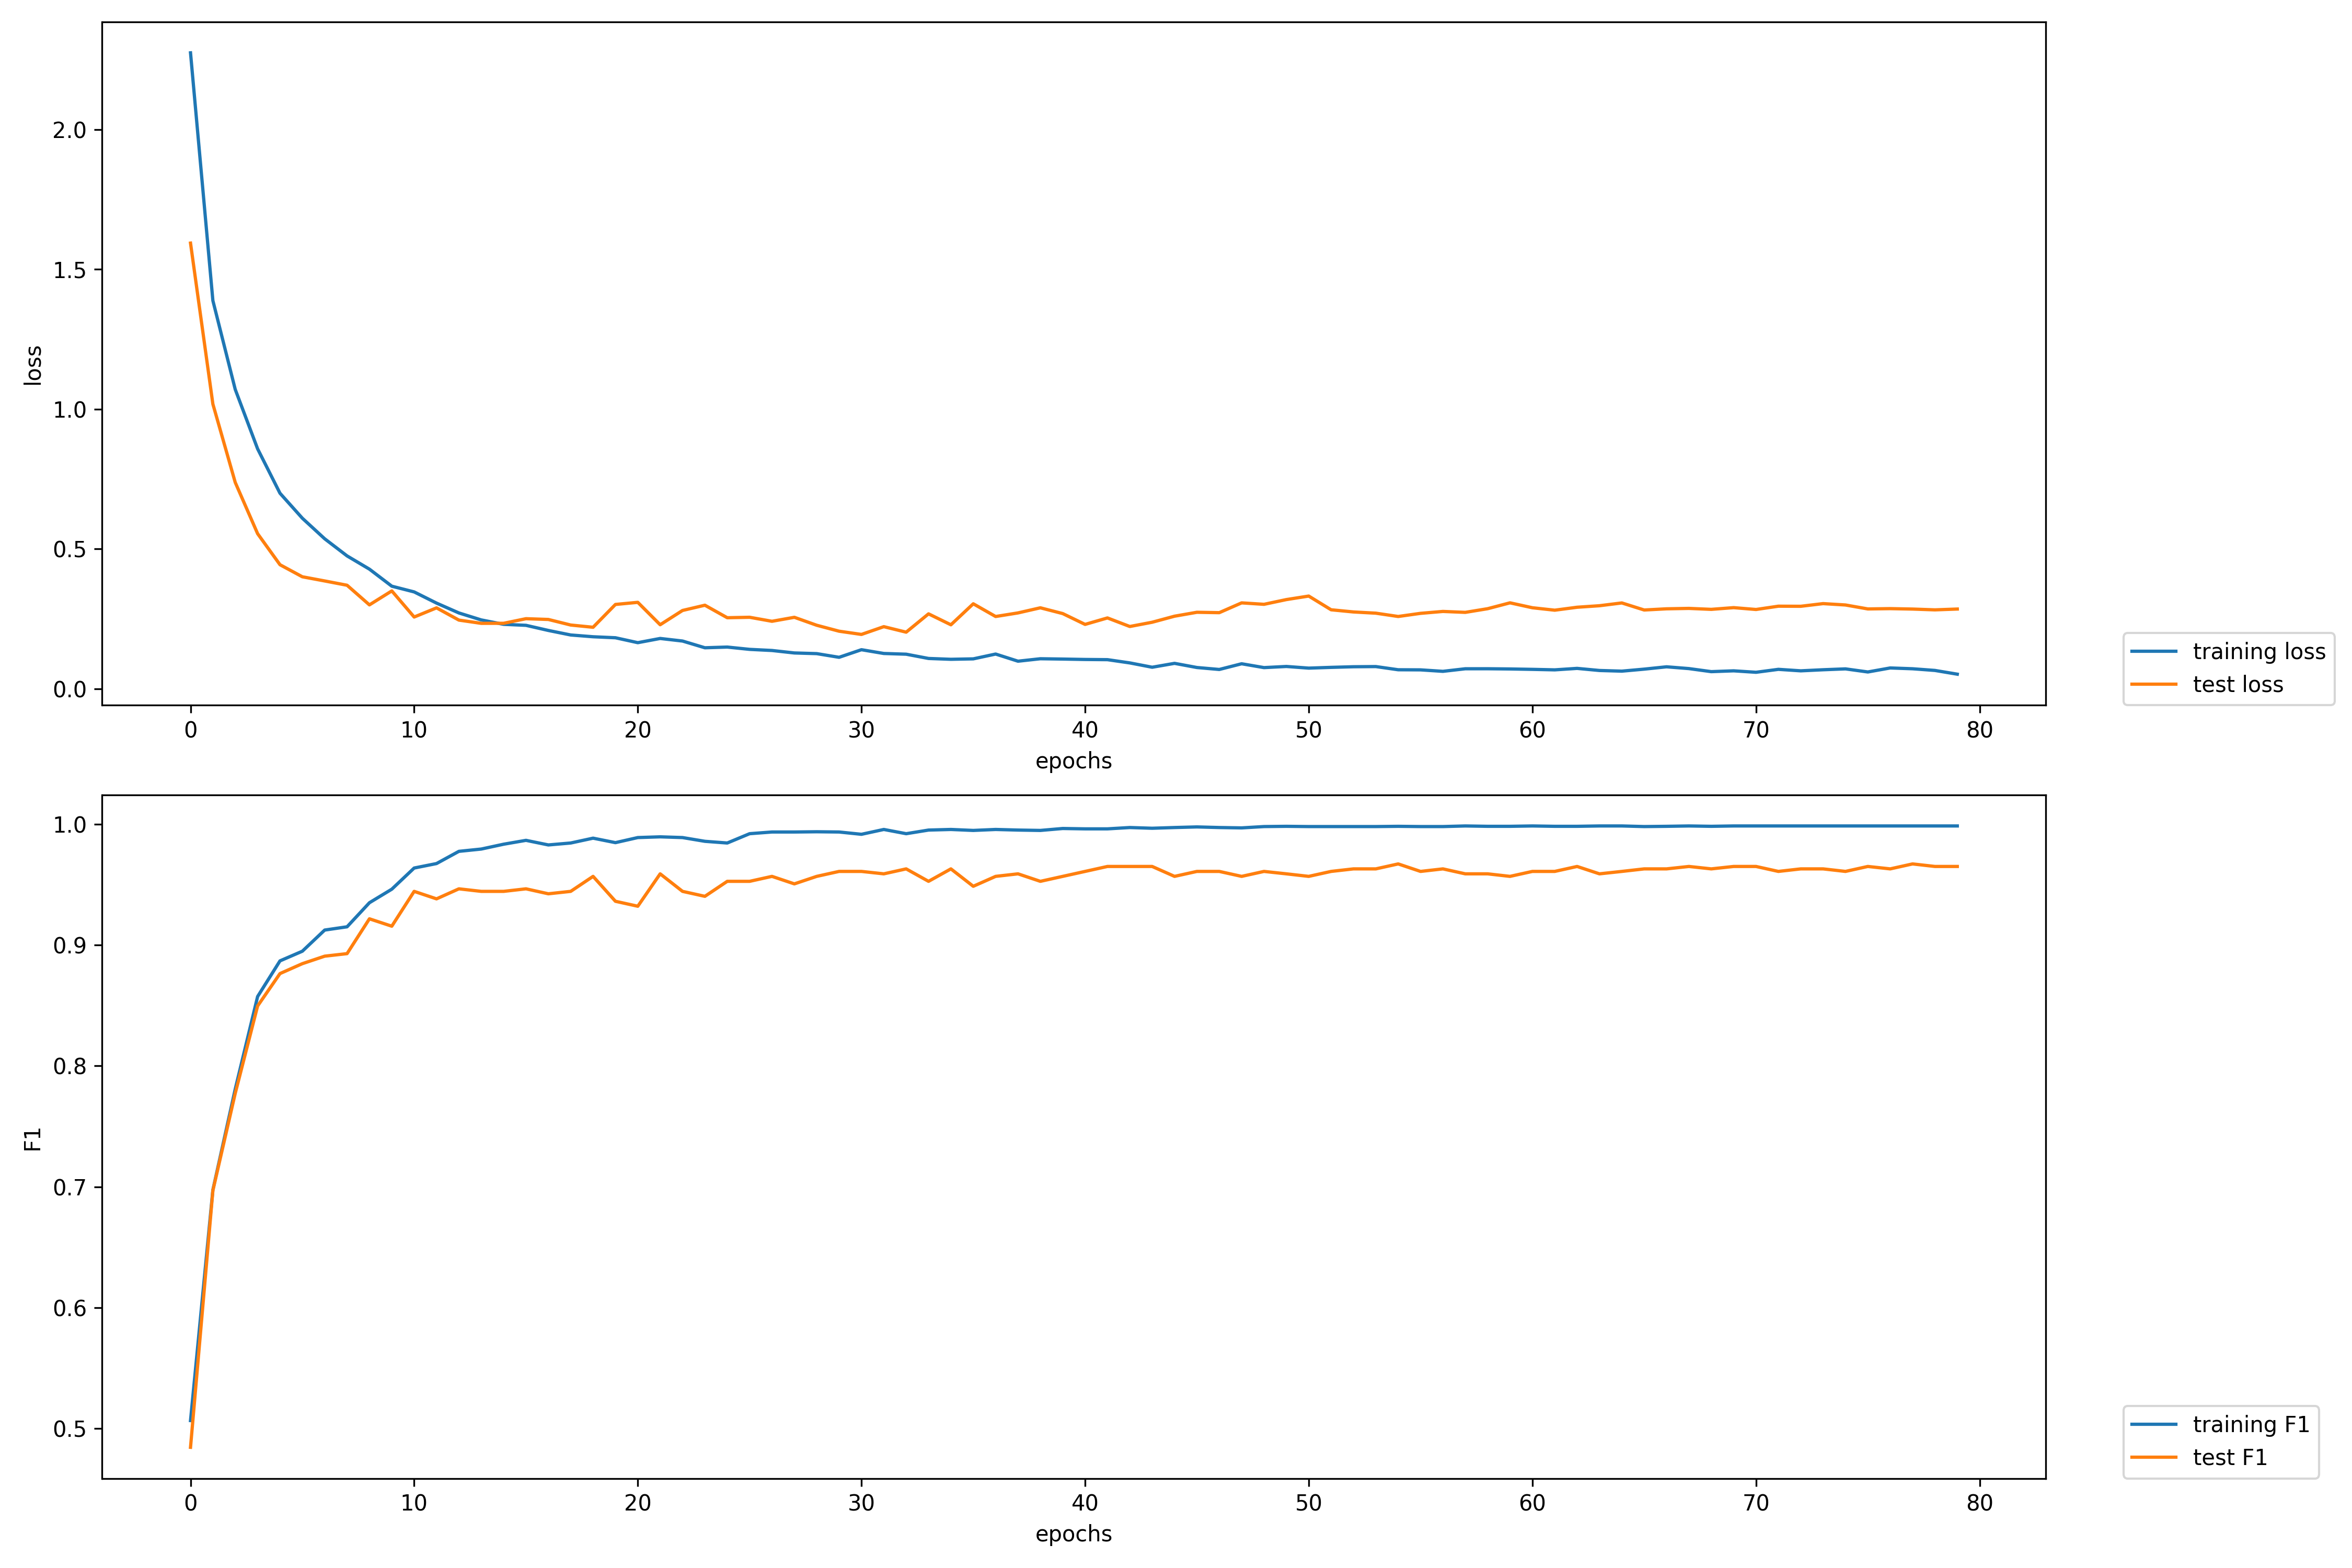 2.0
1.5
1.0
0.5
0.0
loss
0 10 20 30 40 50 60 70 80
epochs
training loss
test loss
1.0
0.9
0.8
0.7
0.6
0.5
F1
0 10 20 30 40 50 60 70 80
epochs
training F1
test F1